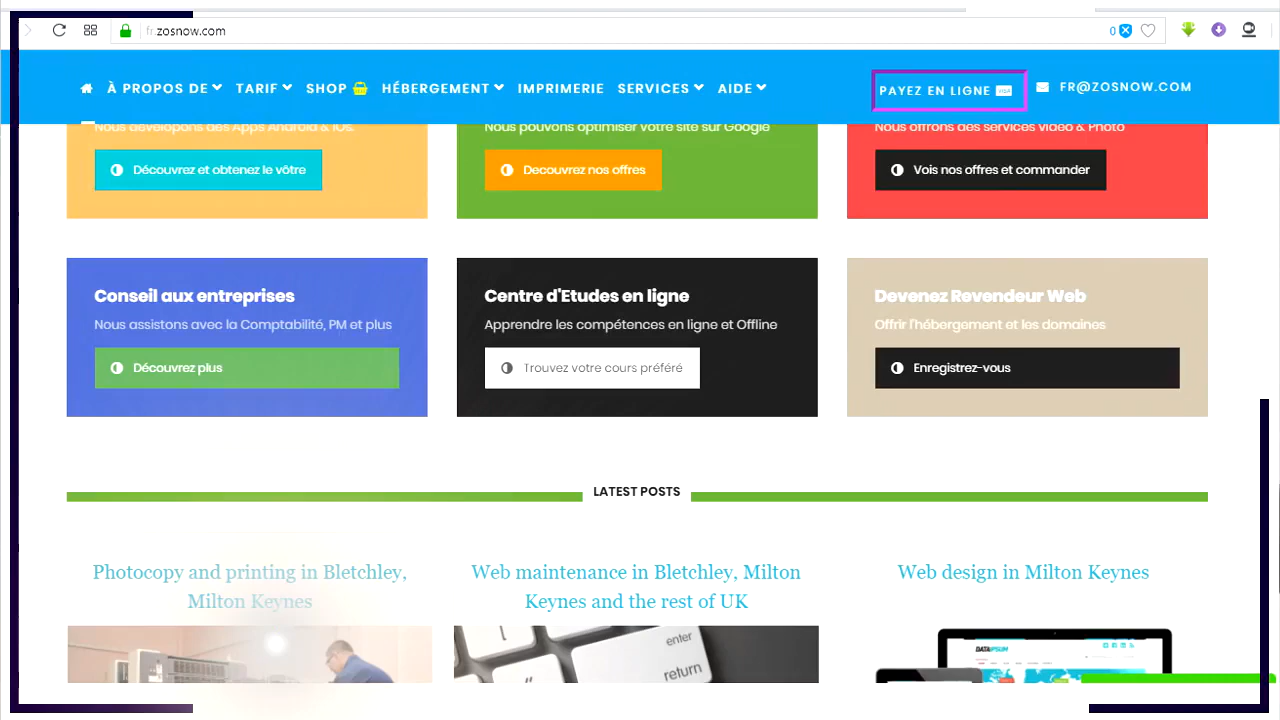 fr.zosnow.com
0
À PROPOS DE TARIF SHOP HÉBERGEMENT IMPRIMERIE SERVICES AIDE PAYEZ EN LIGNE VISA FR@ZOSNOW.COM
Nous dévelopons des Apps Android & IOs.
Nous pouvons optimiser votre site sur Google
Nous offrons des services Vidéo & Photo
Découvrez et obtenez le vôtre
Decouvrez nos offres
Vois nos offres et commander
Conseil aux entreprises
Nous assistons avec la Comptabilité, PM et plus
Découvrez plus
Centre d'Etudes en ligne
Apprendre les compétences en ligne et Offline
Trouvez votre cours préféré
Devenez Revendeur Web
Offrir l'hébergement et les domaines
Enregistrez-vous
LATEST POSTS
Photocopy and printing in Bletchley,
Milton Keynes
Web maintenance in Bletchley, Milton
Keynes and the rest of UK
Web design in Milton Keynes
enter
return
DATAIPSUM